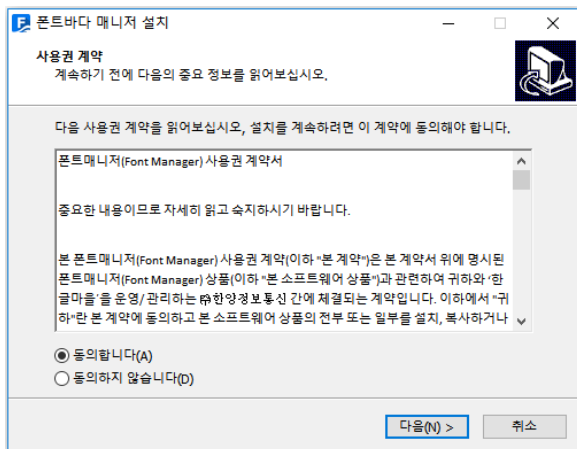 폰트바다 매니저 설치
사용권 계약
계속하기 전에 다음의 중요 정보를 읽어보십시오.
다음 사용권 계약을 읽어보십시오, 설치를 계속하려면 이 계약에 동의해야 합니다.
폰트매니저(Font Manager) 사용권 계약서
중요한 내용이므로 자세히 읽고 숙지하시기 바랍니다.
본 폰트매니저(Font Manager) 사용권 계약(이하 "본 계약")은 본 계약서 위에 명시된
폰트매니저(Font Manager) 상품(이하 "본 소프트웨어 상품")과 관련하여 귀하와 '한
글마을'을 운영/ 관리하는 ㈜한양정보통신 간에 체결되는 계약입니다. 이하에서 "귀
하"란 본 계약에 동의하고 본 소프트웨어 상품의 전부 또는 일부를 설치, 복사하거나
동의합니다(A)
동의하지 않습니다(D)
다음(N) >
취소